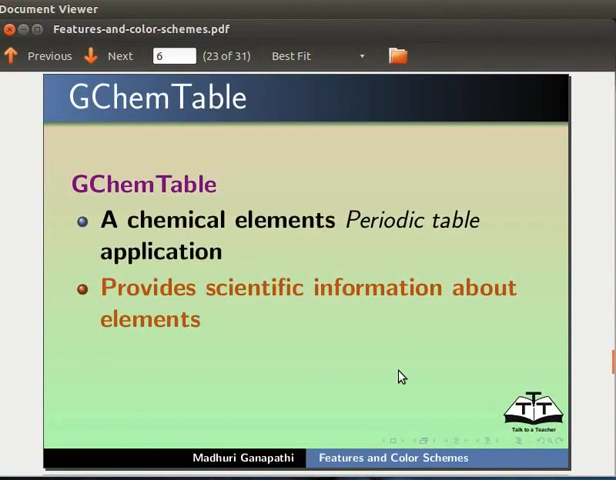 Document Viewer
Features-and-color-schemes.pdf
Previous Next 6 (23 of 31) Best Fit
GChemTable
GChemTable
A chemical elements Periodic table
application
Provides scientific information about
elements
Talk to a Teacher
Madhuri Ganapathi Features and Color Schemes